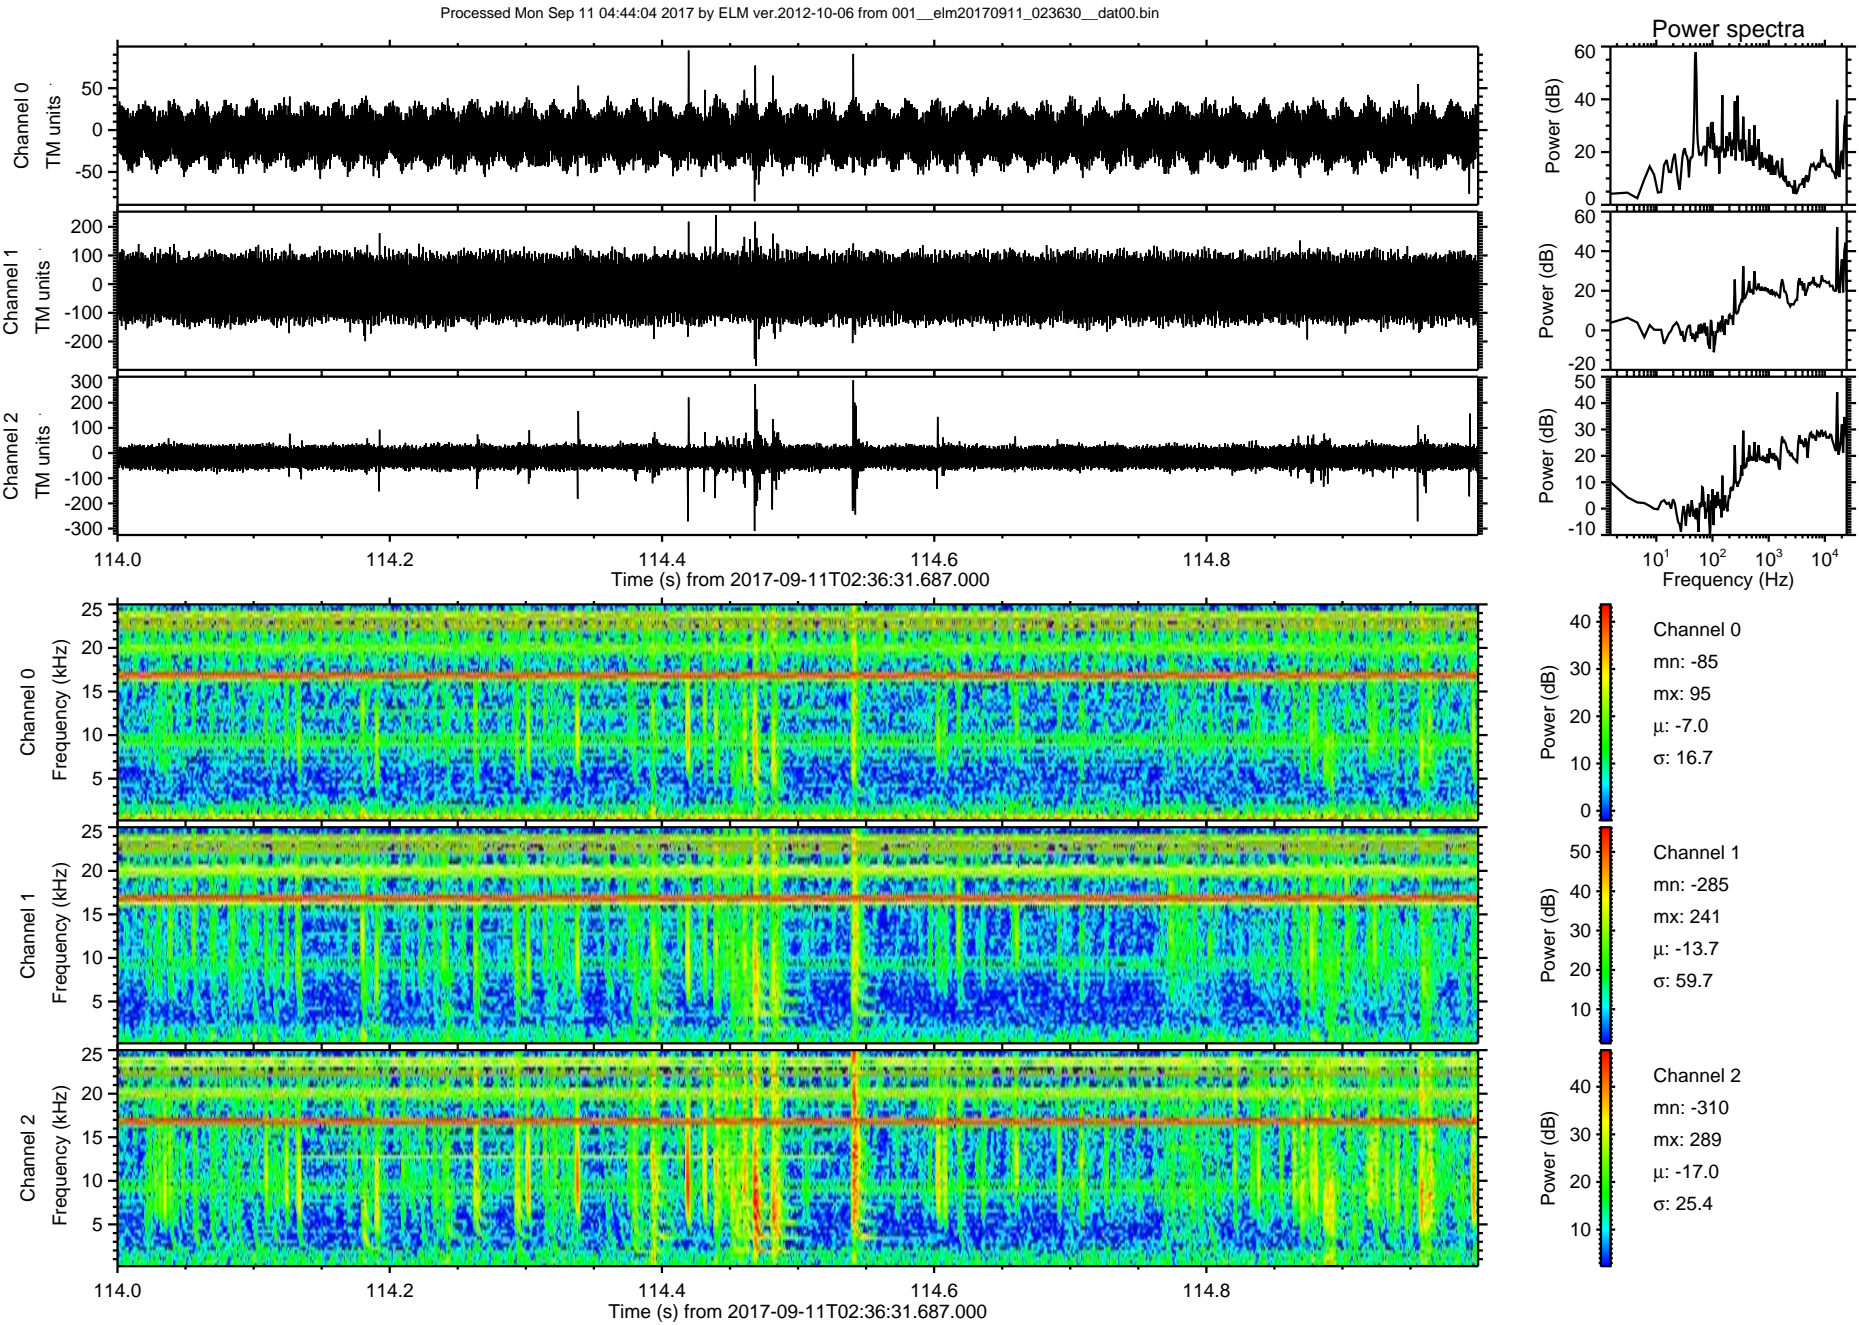 Processed Mon Sep 11 04:44:04 2017 by ELM ver.2012-10-06 from 001__elm20170911_023630__dat00.bin
Power spectra
Channel 0
TM units
50
0
-50
Power (dB)
60
40
20
0
Channel 1
TM units
200
100
0
-100
-200
Power (dB)
60
40
20
0
-20
Channel 2
TM units
300
200
100
0
-100
-200
-300
Power (dB)
50
40
30
20
10
0
-10
114.0 114.2 114.4 114.6 114.8
Time (s) from 2017-09-11T02:36:31.687.000
10¹ 10² 10³ 10⁴
Frequency (Hz)
Channel 0
Frequency (kHz)
25
20
15
10
5
Power (dB)
40
30
20
10
0
Channel 0
mn: -85
mx: 95
μ: -7.0
σ: 16.7
Channel 1
Frequency (kHz)
25
20
15
10
5
Power (dB)
50
40
30
20
10
Channel 1
mn: -285
mx: 241
μ: -13.7
σ: 59.7
Channel 2
Frequency (kHz)
25
20
15
10
5
Power (dB)
40
30
20
10
Channel 2
mn: -310
mx: 289
μ: -17.0
σ: 25.4
114.0 114.2 114.4 114.6 114.8
Time (s) from 2017-09-11T02:36:31.687.000